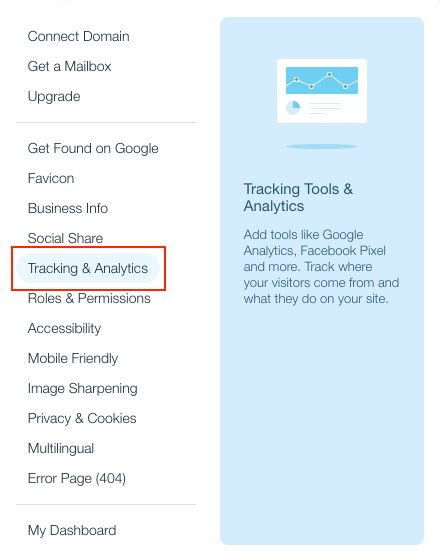 Connect Domain
Get a Mailbox
Upgrade
Get Found on Google
Favicon
Business Info
Social Share
Tracking & Analytics
Roles & Permissions
Accessibility
Mobile Friendly
Image Sharpening
Privacy & Cookies
Multilingual
Error Page (404)
My Dashboard
Tracking Tools &
Analytics
Add tools like Google
Analytics, Facebook Pixel
and more. Track where
your visitors come from and
what they do on your site.